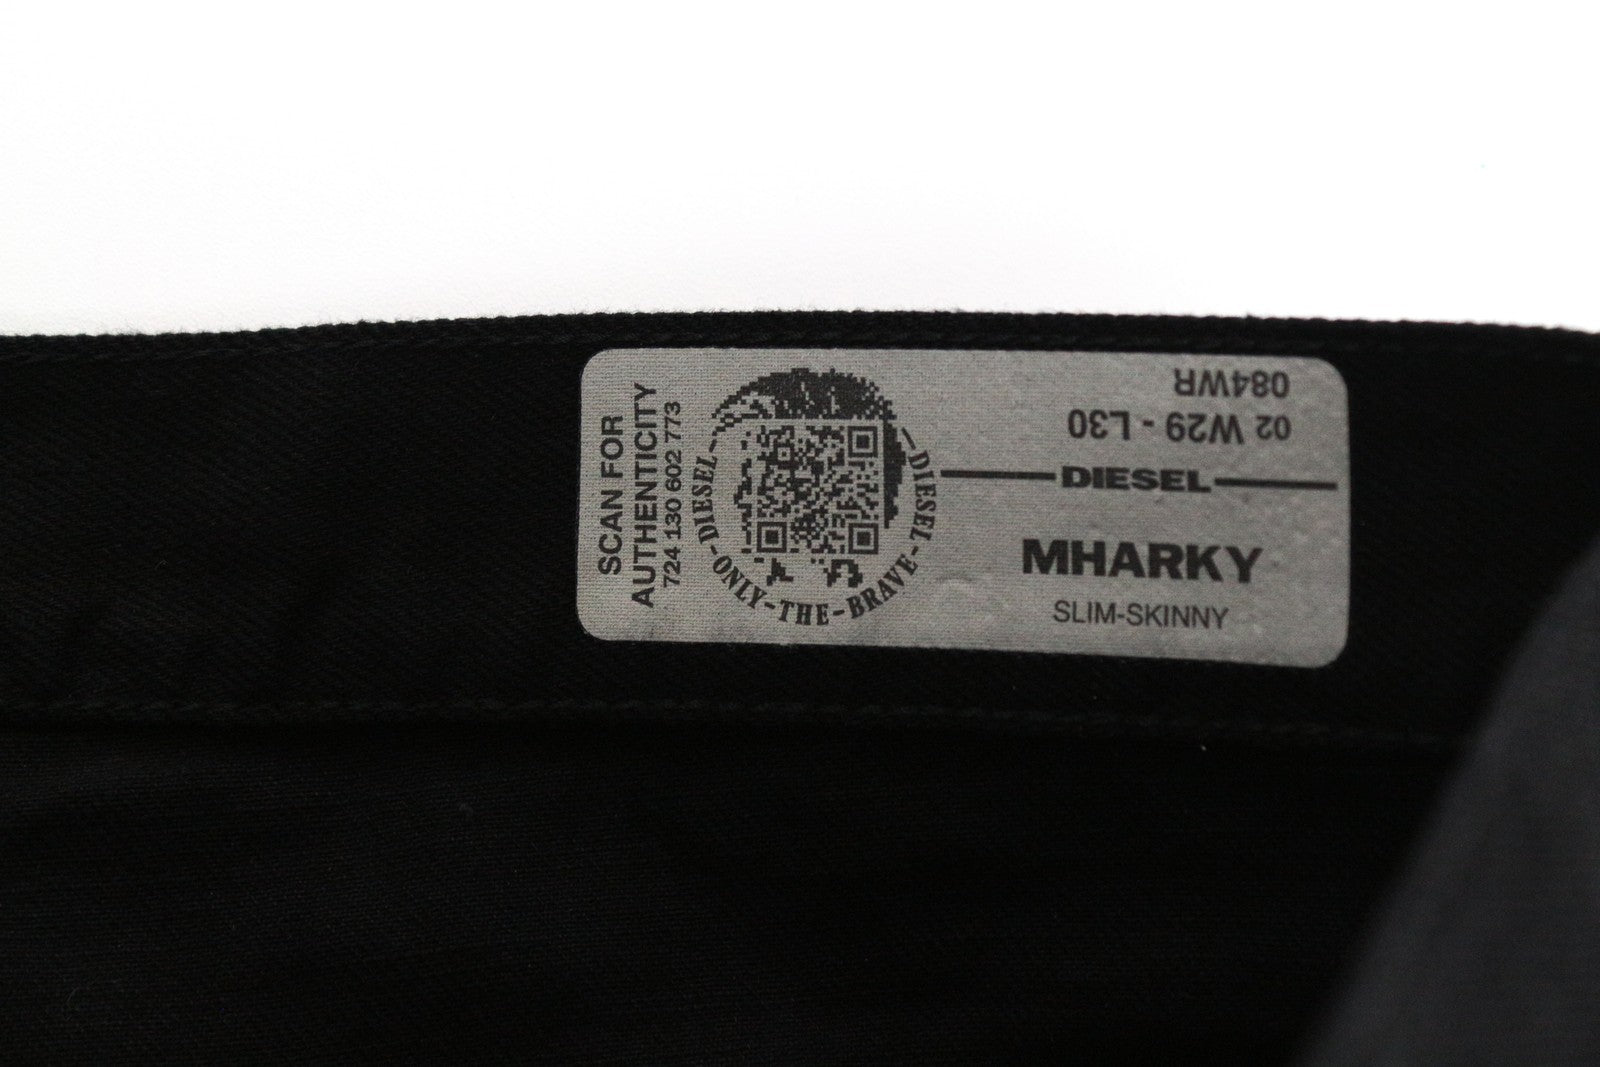 SCAN FOR
AUTHENTICITY
724 130 602 773
DIESEL-ONLY-THE-BRAVE-DIESEL
084WR
02 W29 - L30
DIESEL
MHARKY
SLIM-SKINNY